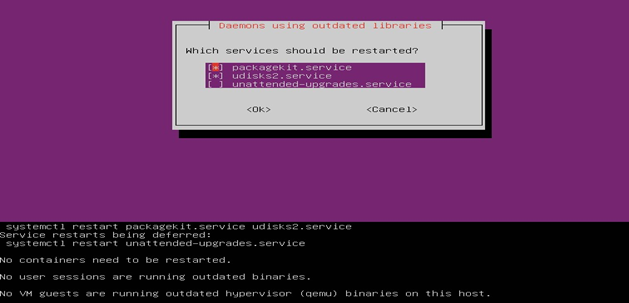 Daemons using outdated libraries
Which services should be restarted?
[*] packagekit.service
[*] udisks2.service
[ ] unattended-upgrades.service
<Ok> <Cancel>
systemctl restart packagekit.service udisks2.service
Service restarts being deferred:
systemctl restart unattended-upgrades.service
No containers need to be restarted.
No user sessions are running outdated binaries.
No VM guests are running outdated hypervisor (qemu) binaries on this host.